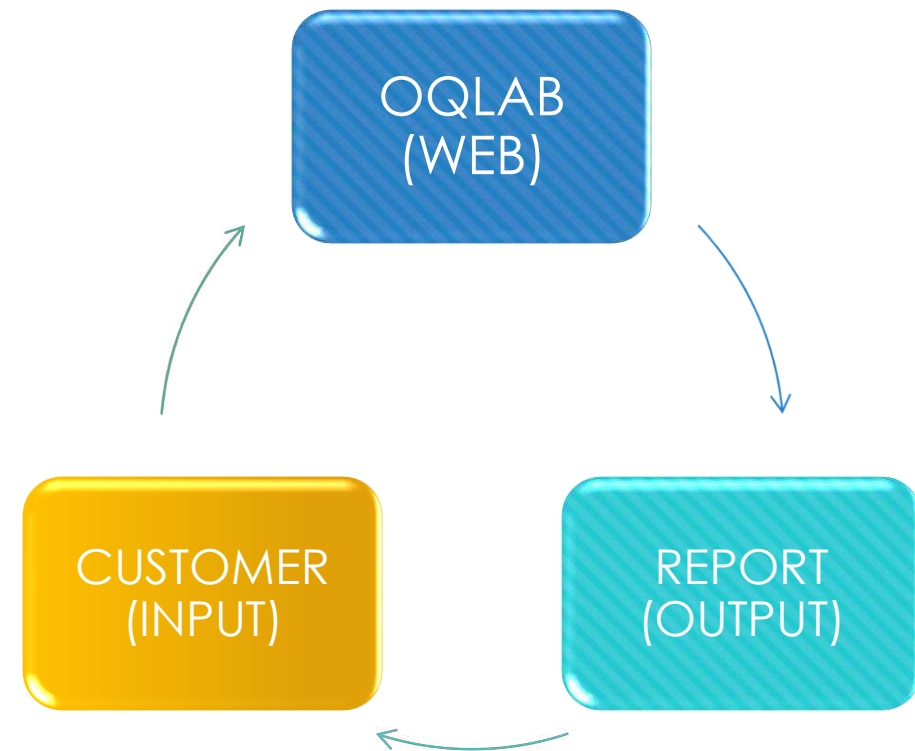 OQLAB
(WEB)
CUSTOMER
(INPUT)
REPORT
(OUTPUT)